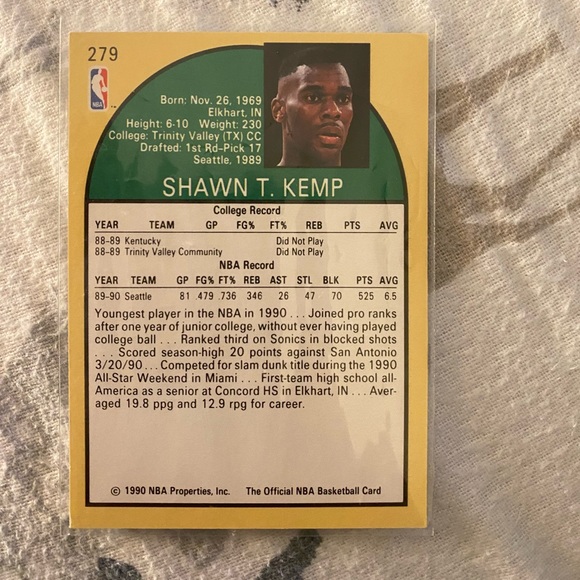 279
NBA
Born: Nov. 26, 1969
Elkhart, IN
Height: 6-10 Weight: 230
College: Trinity Valley (TX) CC
Drafted: 1st Rd-Pick 17
Seattle, 1989
SHAWN T. KEMP
College Record
YEAR TEAM GP FG% FT% REB PTS AVG
88-89 Kentucky Did Not Play
88-89 Trinity Valley Community Did Not Play
NBA Record
YEAR TEAM GP FG% FT% REB AST STL BLK PTS AVG
89-90 Seattle 81 .479 .736 346 26 47 70 525 6.5
Youngest player in the NBA in 1990 . . . Joined pro ranks
after one year of junior college, without ever having played
college ball . . . Ranked third on Sonics in blocked shots
. . . Scored season-high 20 points against San Antonio
3/20/90 . . . Competed for slam dunk title during the 1990
All-Star Weekend in Miami . . . First-team high school all-
America as a senior at Concord HS in Elkhart, IN . . . Aver-
aged 19.8 ppg and 12.9 rpg for career.
© 1990 NBA Properties, Inc. The Official NBA Basketball Card